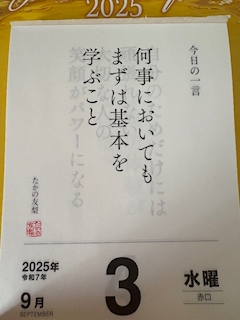 2025
今日の一言
何事においても
まずは基本を
学ぶこと
たかの友梨
2025年
令和7年
9月
SEPTEMBER
3
水曜
赤口